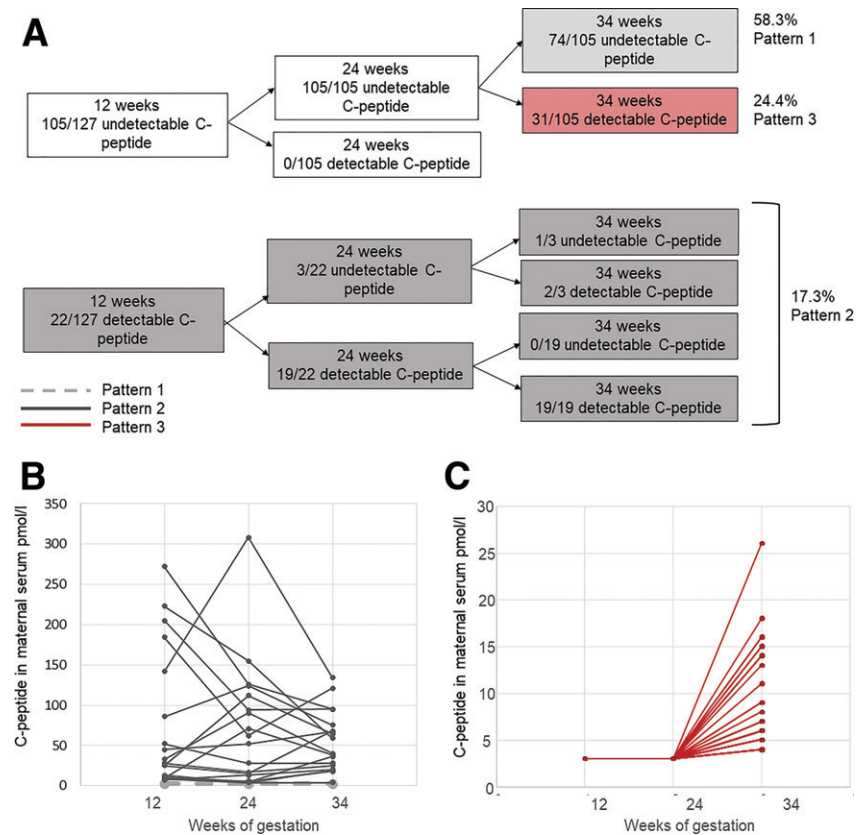 A
12 weeks
105/127 undetectable C-
peptide
24 weeks
105/105 undetectable
C-peptide
24 weeks
0/105 detectable C-peptide
34 weeks
74/105 undetectable C-
peptide
58.3%
Pattern 1
34 weeks
31/105 detectable C-peptide
24.4%
Pattern 3
12 weeks
22/127 detectable C-
peptide
24 weeks
3/22 undetectable C-
peptide
24 weeks
19/22 detectable C-peptide
34 weeks
1/3 undetectable C-peptide
34 weeks
2/3 detectable C-peptide
34 weeks
0/19 undetectable C-peptide
34 weeks
19/19 detectable C-peptide
17.3%
Pattern 2
Pattern 1
Pattern 2
Pattern 3
B
C-peptide in maternal serum pmol/l
350
300
250
200
150
100
50
0
12 24 34
Weeks of gestation
C
C-peptide in maternal serum pmol/l
30
25
20
15
10
5
0
12 24 34
Weeks of gestation